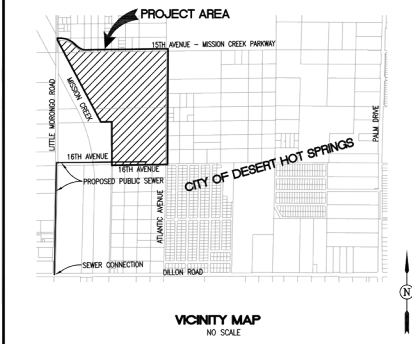 PROJECT AREA
15TH AVENUE - MISSION CREEK PARKWAY
LITTLE MORONGO ROAD
MISSION CREEK
PALM DRIVE
16TH AVENUE
16TH AVENUE
PROPOSED PUBLIC SEWER
CITY OF DESERT HOT SPRINGS
ATLANTIC AVENUE
SEWER CONNECTION
DILLON ROAD
N
VICINITY MAP
NO SCALE